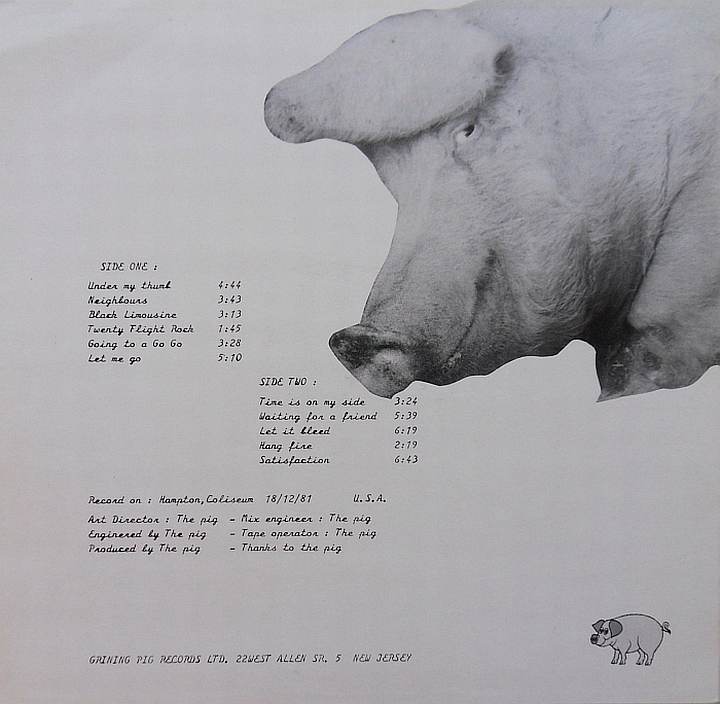 SIDE ONE :
Under my thumb 4:44
Neighbours 3:43
Black Limousine 3:13
Twenty Flight Rock 1:45
Going to a Go Go 3:28
Let me go 5:10
SIDE TWO :
Time is on my side 3:24
Waiting for a friend 5:39
Let it bleed 6:19
Hang fire 2:19
Satisfaction 6:43
Record on : Hampton,Coliseum 18/12/81 U.S.A.
Art Director : The pig - Mix engineer : The pig
Enginered by The pig - Tape operator : The pig
Produced by The pig - Thanks to the pig
GRINING PIG RECORDS LTD. 22WEST ALLEN SR. 5 NEW JERSEY